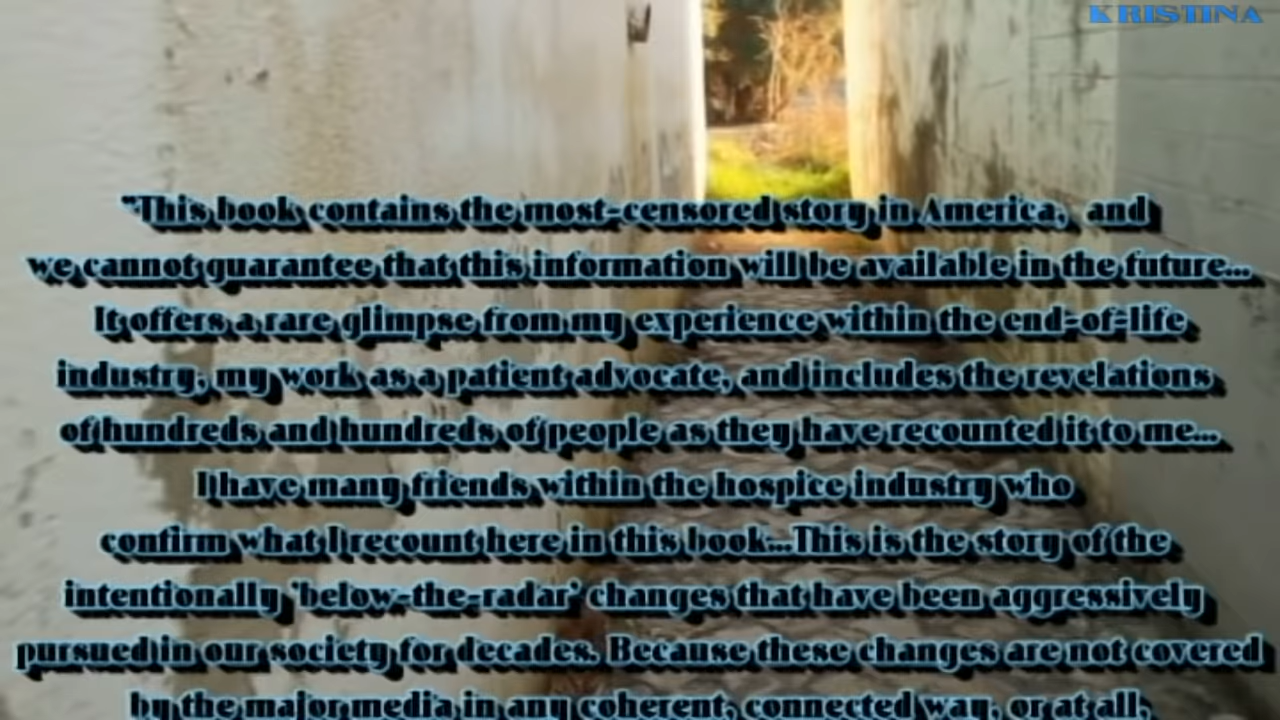 KRISTINA
"This book contains the most-censored story in America, and
we cannot guarantee that this information will be available in the future...
It offers a rare glimpse from my experience within the end-of-life
industry, my work as a patient advocate, and includes the revelations
of hundreds and hundreds of people as they have recounted it to me...
I have many friends within the hospice industry who
confirm what I recount here in this book...This is the story of the
intentionally 'below-the-radar' changes that have been aggressively
pursued in our society for decades. Because these changes are not covered
by the major media in any coherent, connected way, or at all,